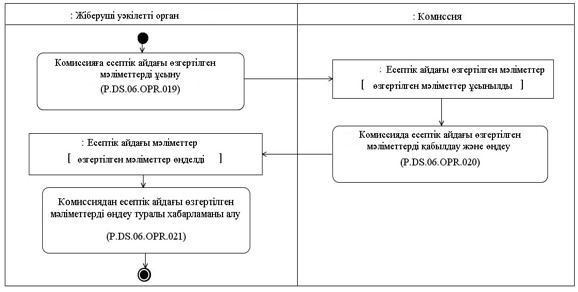 : Жіберуші уәкілетті орган
: Комиссия
Комиссияға есептік айдағы өзгертілген
мәліметтерді ұсыну
(P.DS.06.OPR.019)
: Есептік айдағы өзгертілген мәліметтер
[ өзгертілген мәліметтер ұсынылды ]
Комиссияда есептік айдағы өзгертілген
мәліметтерді қабылдау және өңдеу
(P.DS.06.OPR.020)
: Есептік айдағы мәліметтер
[ өзгертілген мәліметтер өңделді ]
Комиссиядан есептік айдағы өзгертілген
мәліметтерді өңдеу туралы хабарламаны алу
(P.DS.06.OPR.021)